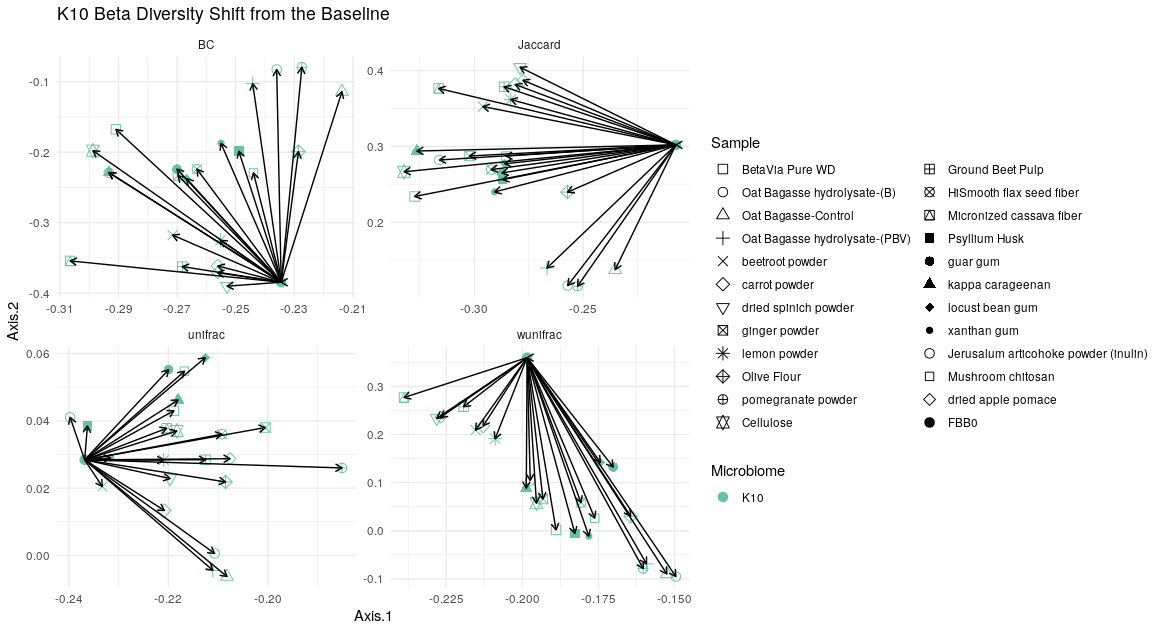 K10 Beta Diversity Shift from the Baseline
BC
Jaccard
-0.1
-0.2
-0.3
-0.4
-0.31
-0.29
-0.27
-0.25
-0.23
-0.21
0.4
0.3
0.2
-0.30
-0.25
unifrac
wunifrac
0.06
0.04
0.02
0.00
-0.24
-0.22
-0.20
0.3
0.2
0.1
0.0
-0.1
-0.225
-0.200
-0.175
-0.150
Axis.2
Axis.1
Sample
BetaVia Pure WD
Oat Bagasse hydrolysate-(B)
Oat Bagasse-Control
Oat Bagasse hydrolysate-(PBV)
beetroot powder
carrot powder
dried spinich powder
ginger powder
lemon powder
Olive Flour
pomegranate powder
Cellulose
Ground Beet Pulp
HiSmooth flax seed fiber
Micronized cassava fiber
Psyllium Husk
guar gum
kappa carageenan
locust bean gum
xanthan gum
Jerusalum articohoke powder (inulin)
Mushroom chitosan
dried apple pomace
FBB0
Microbiome
K10